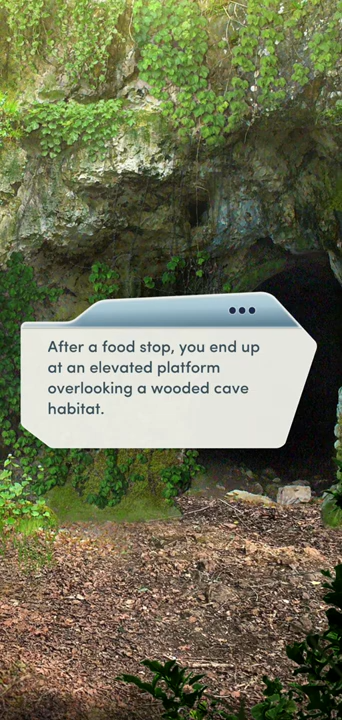 After a food stop, you end up
at an elevated platform
overlooking a wooded cave
habitat.